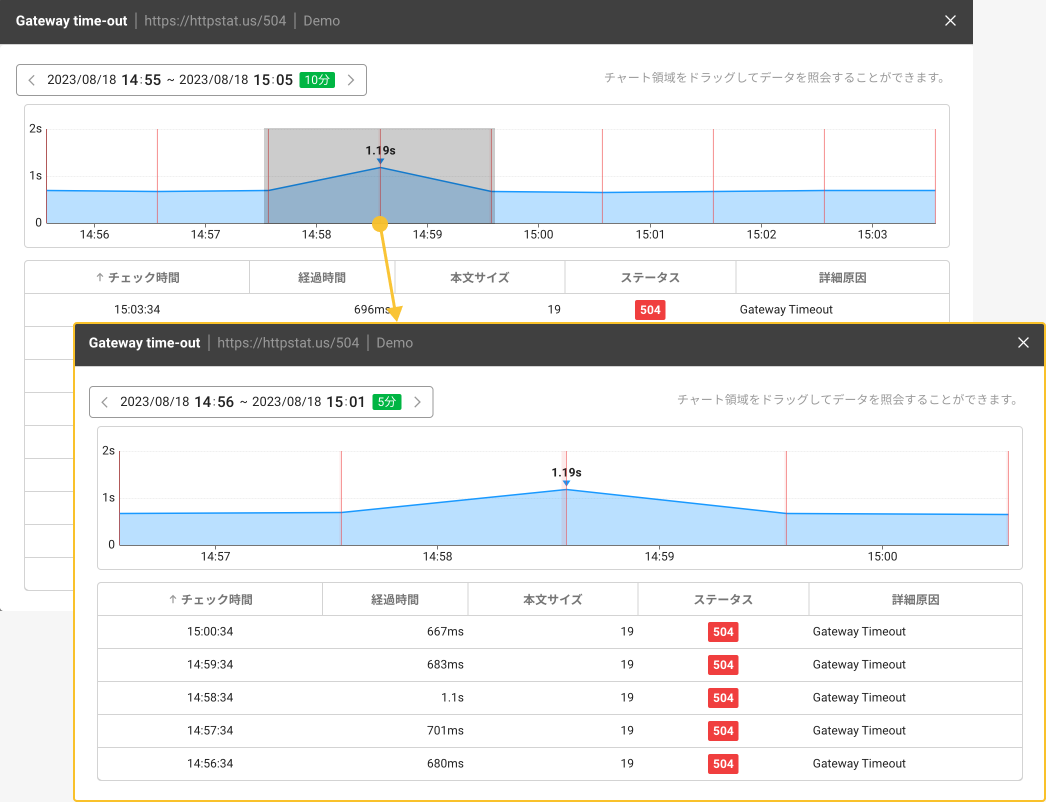 Gateway time-out | https://httpstat.us/504 | Demo
2023/08/18 14:55 ~ 2023/08/18 15:05 10分
チャート領域をドラッグしてデータを照会することができます。
2s
1.19s
1s
0
14:56 14:57 14:58 14:59 15:00 15:01 15:02 15:03
↑ チェック時間 経過時間 本文サイズ ステータス 詳細原因
15:03:34 696ms 19 504 Gateway Timeout
Gateway time-out | https://httpstat.us/504 | Demo
2023/08/18 14:56 ~ 2023/08/18 15:01 5分
チャート領域をドラッグしてデータを照会することができます。
2s
1.19s
1s
0
14:57 14:58 14:59 15:00
↑ チェック時間 経過時間 本文サイズ ステータス 詳細原因
15:00:34 667ms 19 504 Gateway Timeout
14:59:34 683ms 19 504 Gateway Timeout
14:58:34 1.1s 19 504 Gateway Timeout
14:57:34 701ms 19 504 Gateway Timeout
14:56:34 680ms 19 504 Gateway Timeout